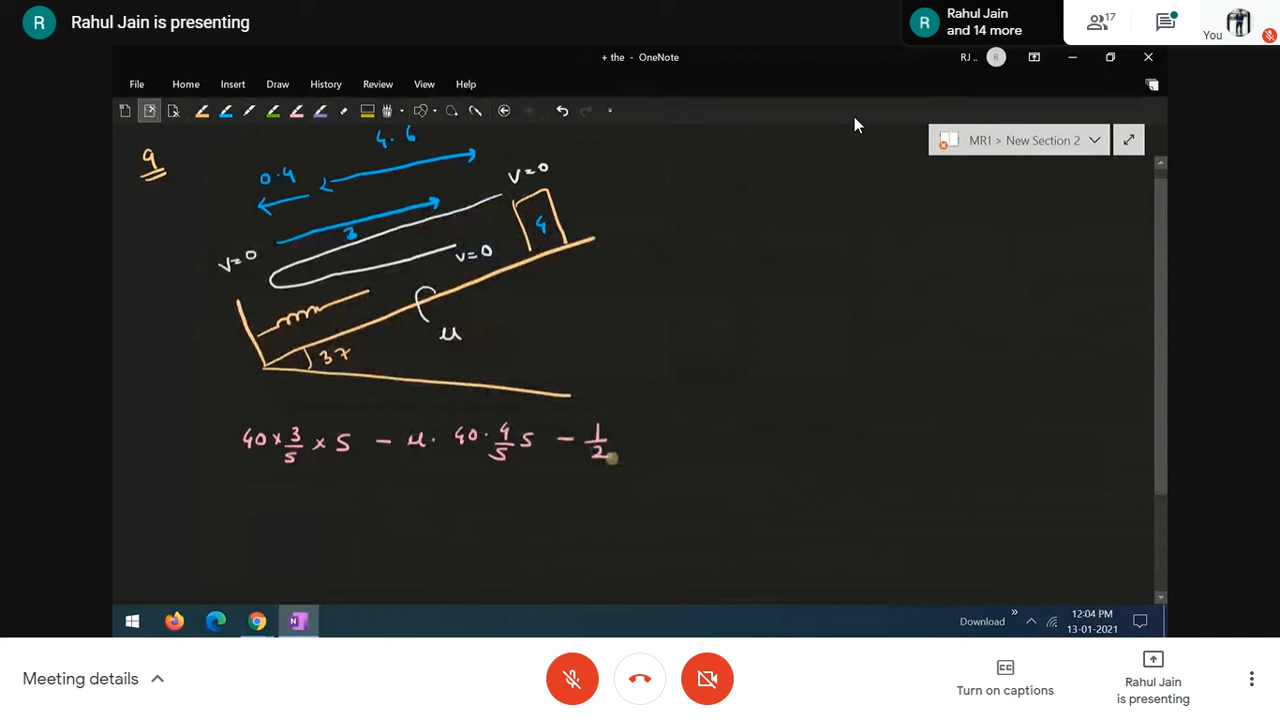 R Rahul Jain is presenting
R Rahul Jain and 14 more
17
You
+ the - OneNote
RJ .. R
File Home Insert Draw History Review View Help
MR1 > New Section 2
9
4.6
0.4
3
v=0
4
v=0
v=0
μ
37
40 × 3/5 × 5 - μ. 40. 4/5 5 - 1/2
Download
12:04 PM
13-01-2021
Meeting details
Turn on captions
Rahul Jain
is presenting